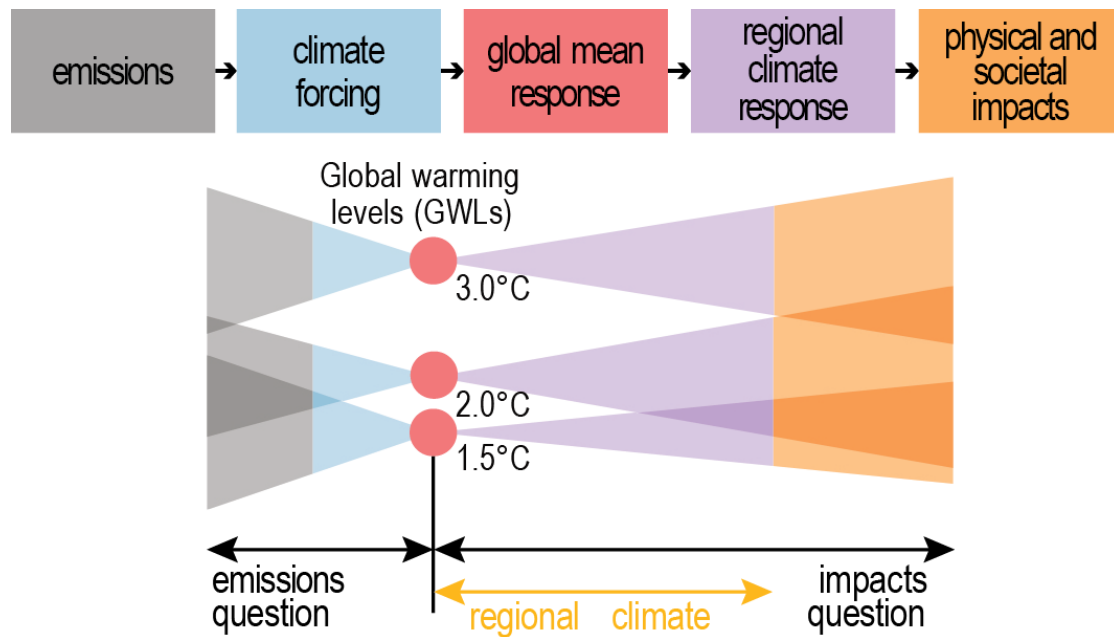 emissions
climate
forcing
global mean
response
regional
climate
response
physical and
societal
impacts
Global warming
levels (GWLs)
3.0°C
2.0°C
1.5°C
emissions
question
regional climate
impacts
question